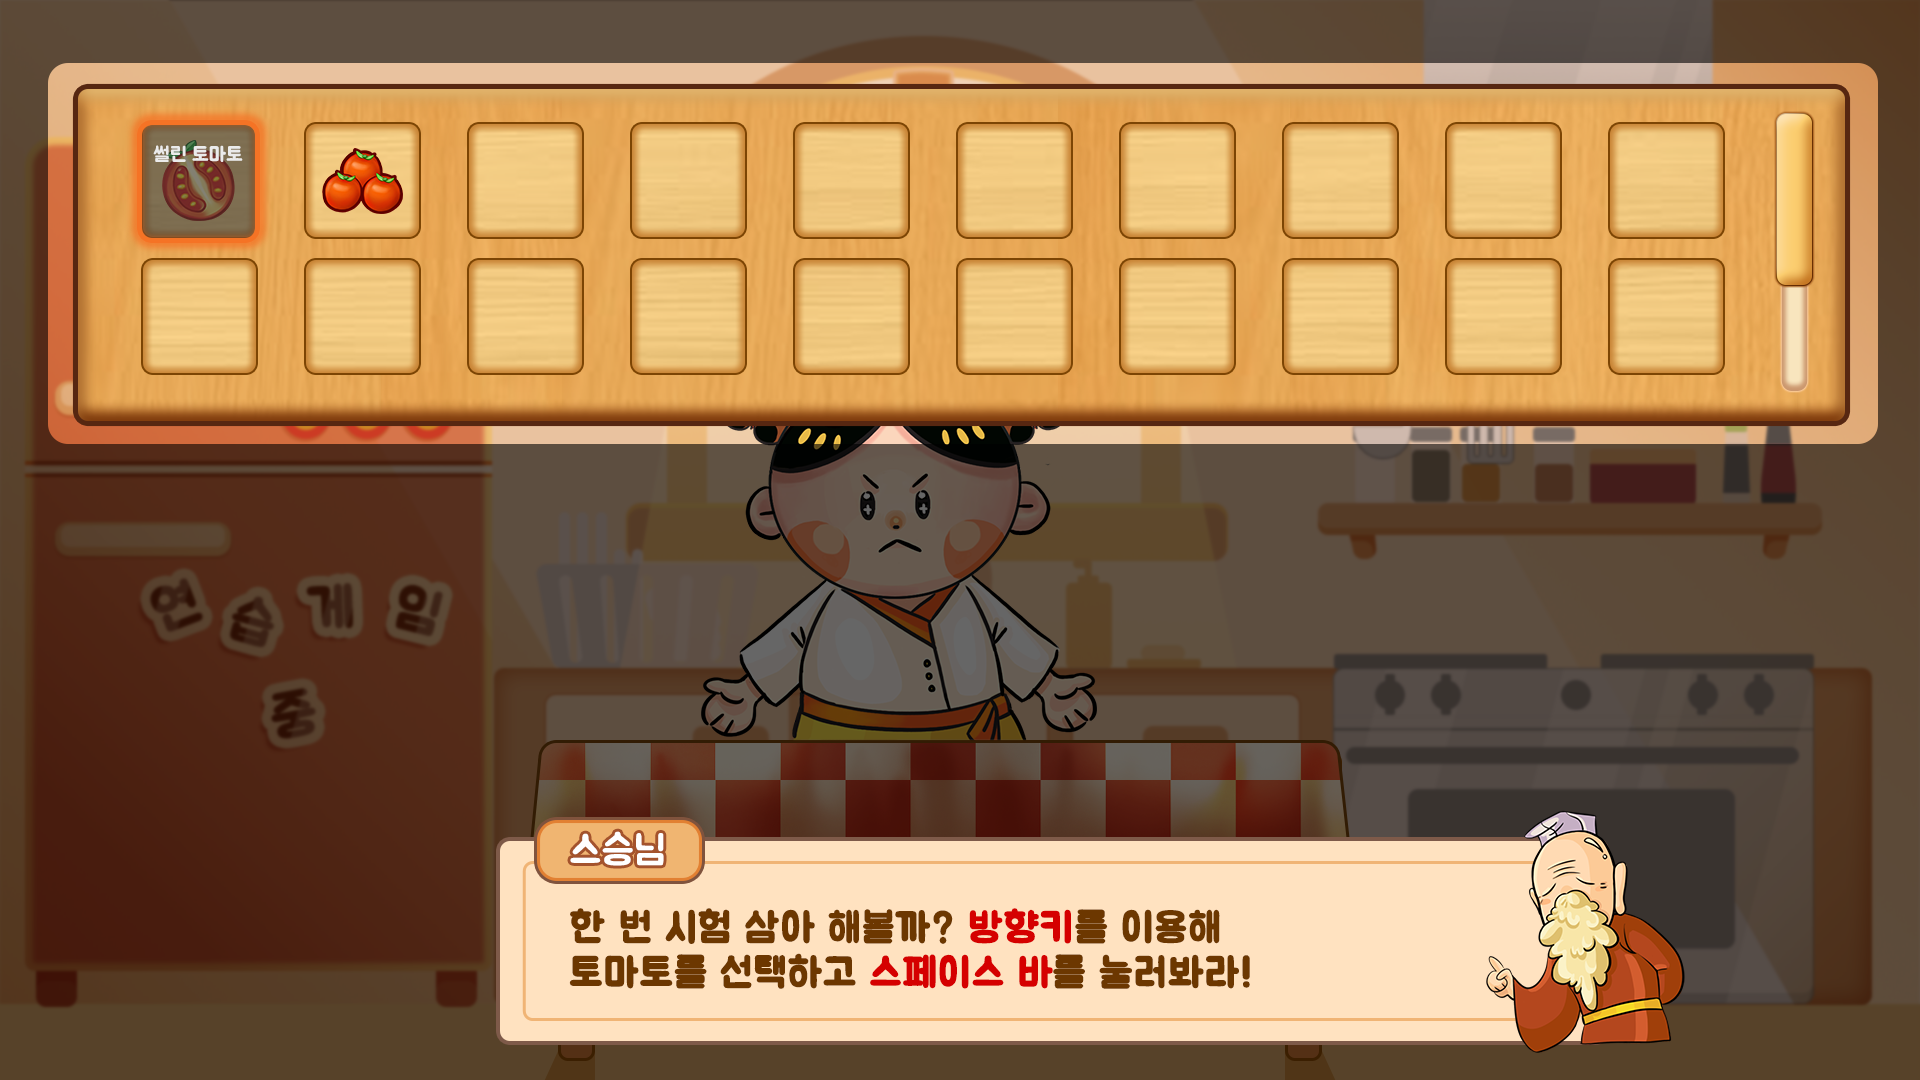 썰린 토마토
연습게임
중
스승님
한 번 시험 삼아 해볼까? 방향키를 이용해
토마토를 선택하고 스페이스 바를 눌러봐라!